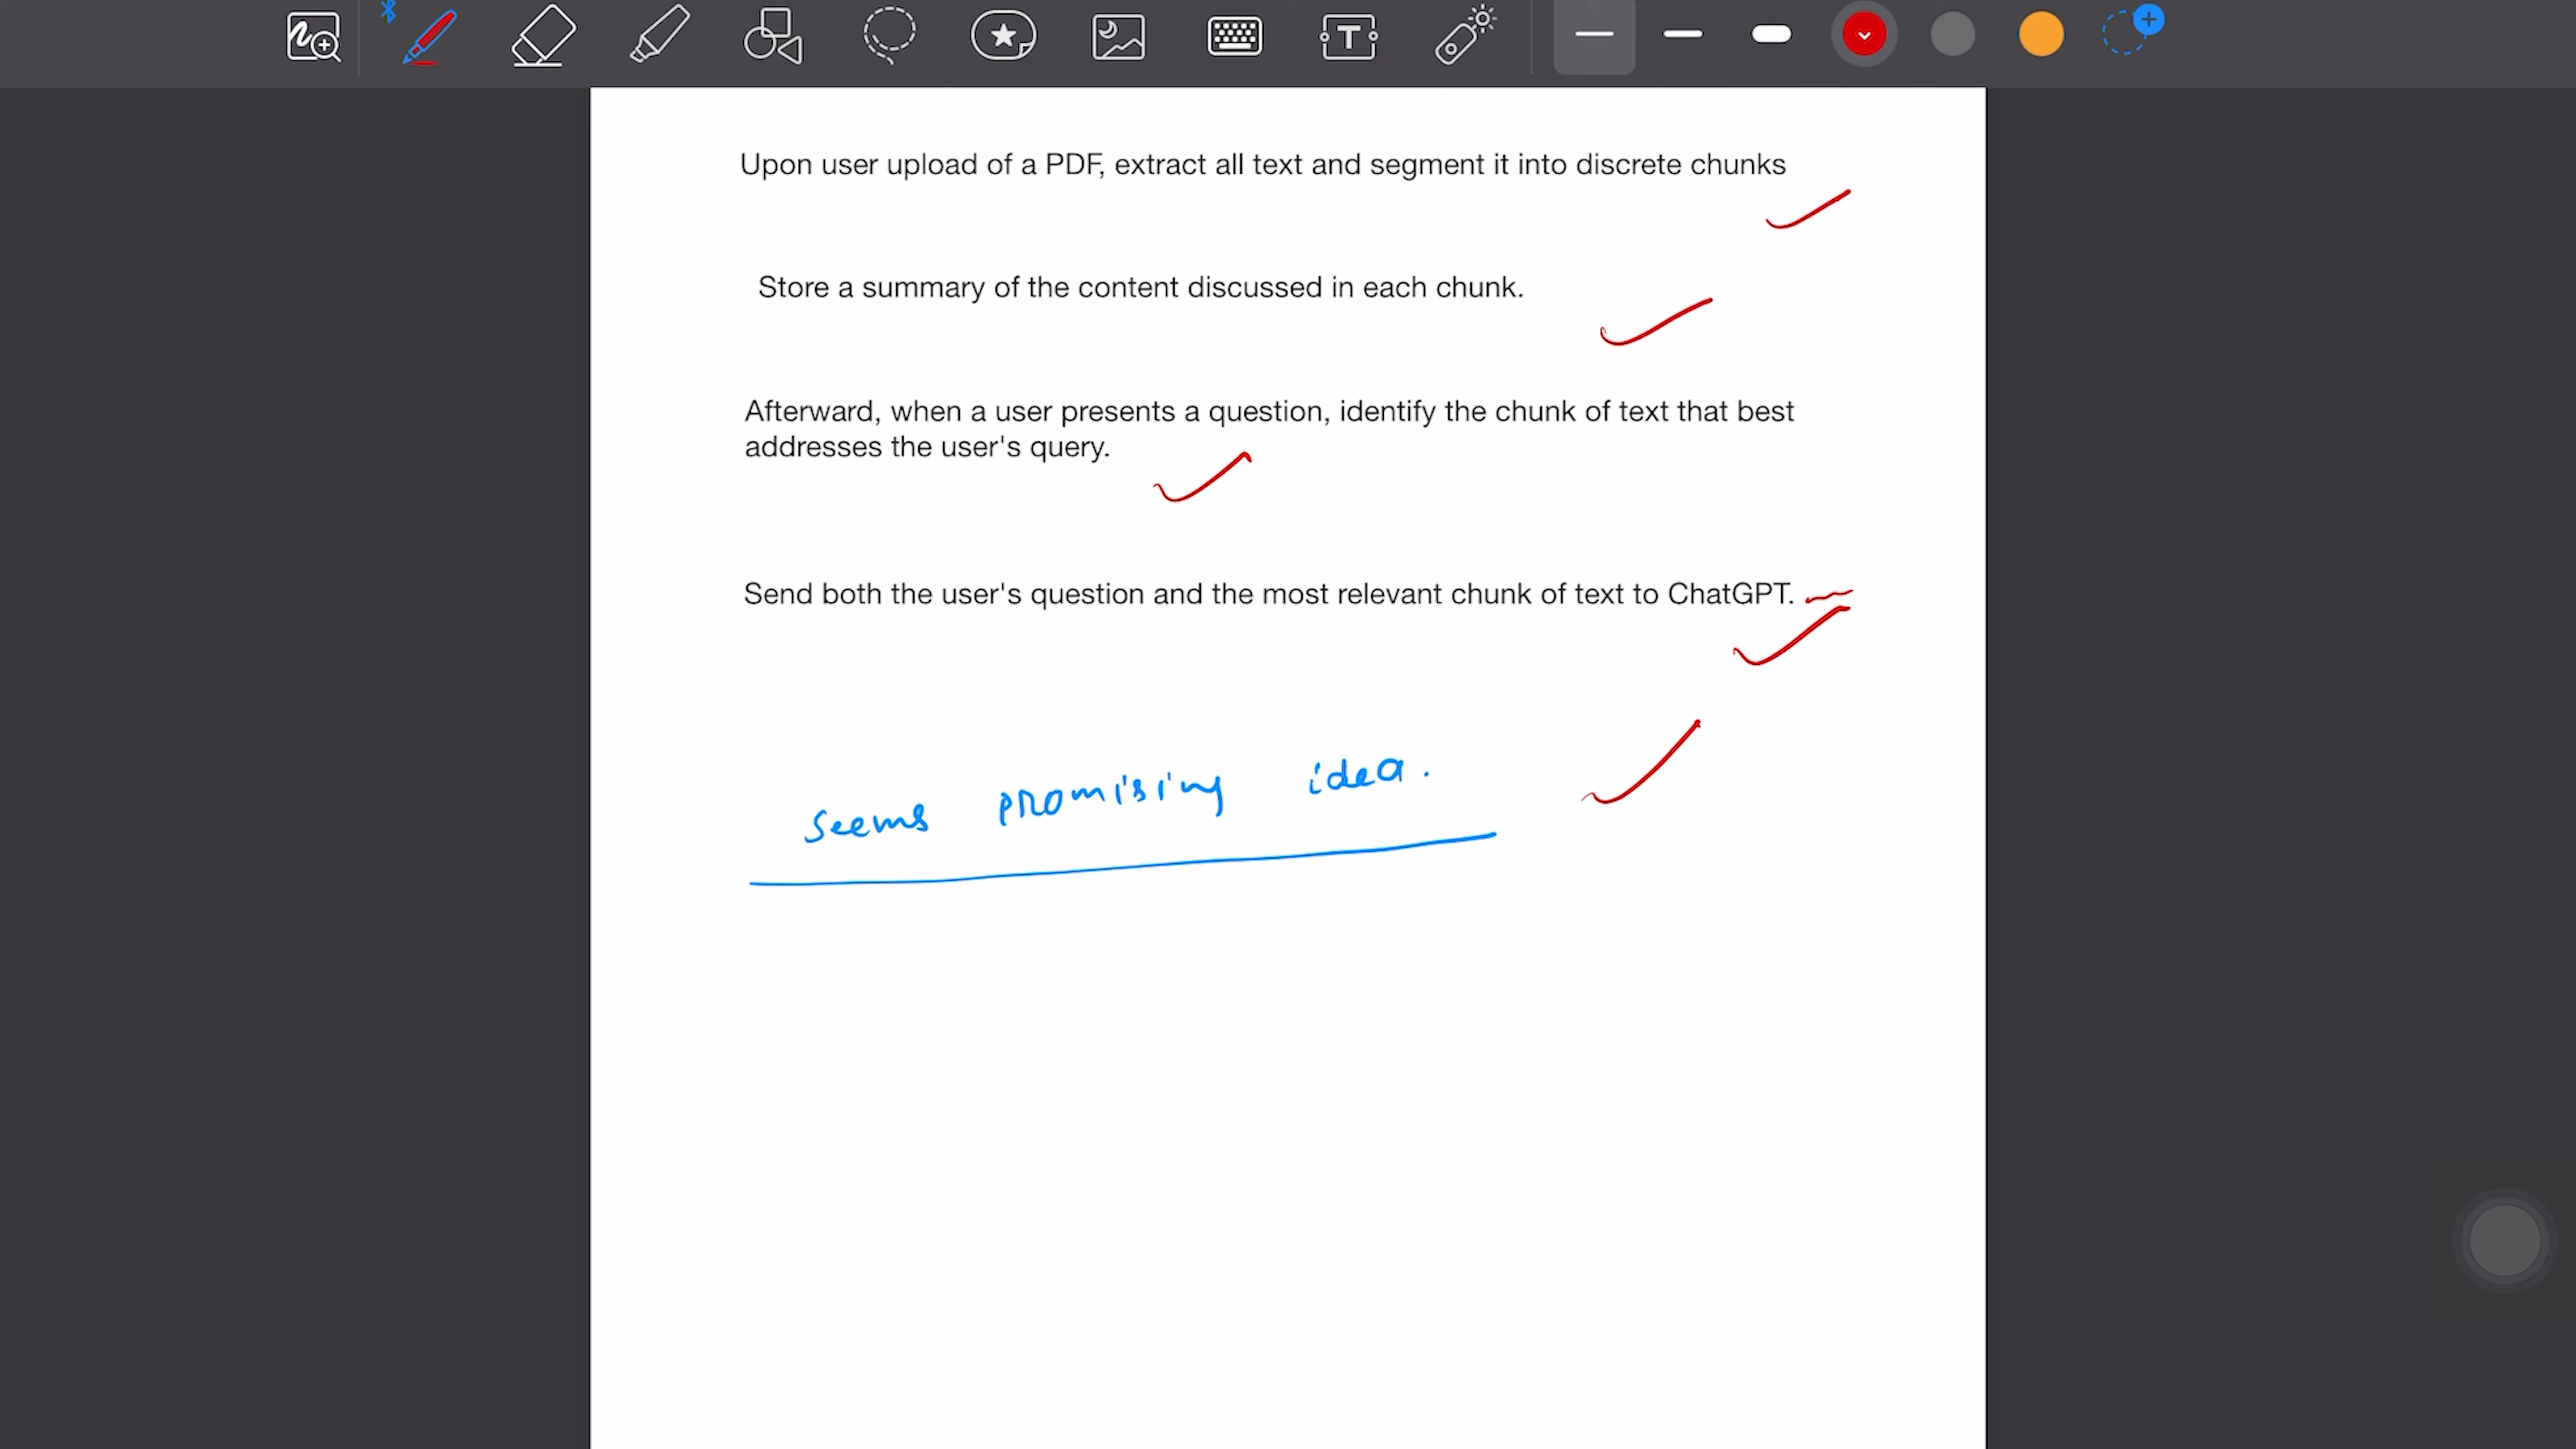 Upon user upload of a PDF, extract all text and segment it into discrete chunks
Store a summary of the content discussed in each chunk.
Afterward, when a user presents a question, identify the chunk of text that best
addresses the user's query.
Send both the user's question and the most relevant chunk of text to ChatGPT.
seems promising idea.